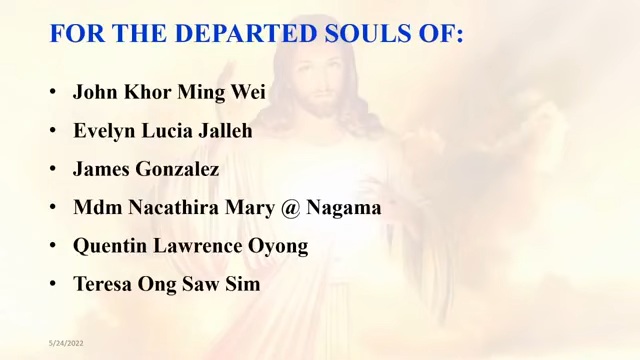 FOR THE DEPARTED SOULS OF:
• John Khor Ming Wei
• Evelyn Lucia Jalleh
• James Gonzalez
• Mdm Nacathira Mary @ Nagama
• Quentin Lawrence Oyong
• Teresa Ong Saw Sim
5/24/2022